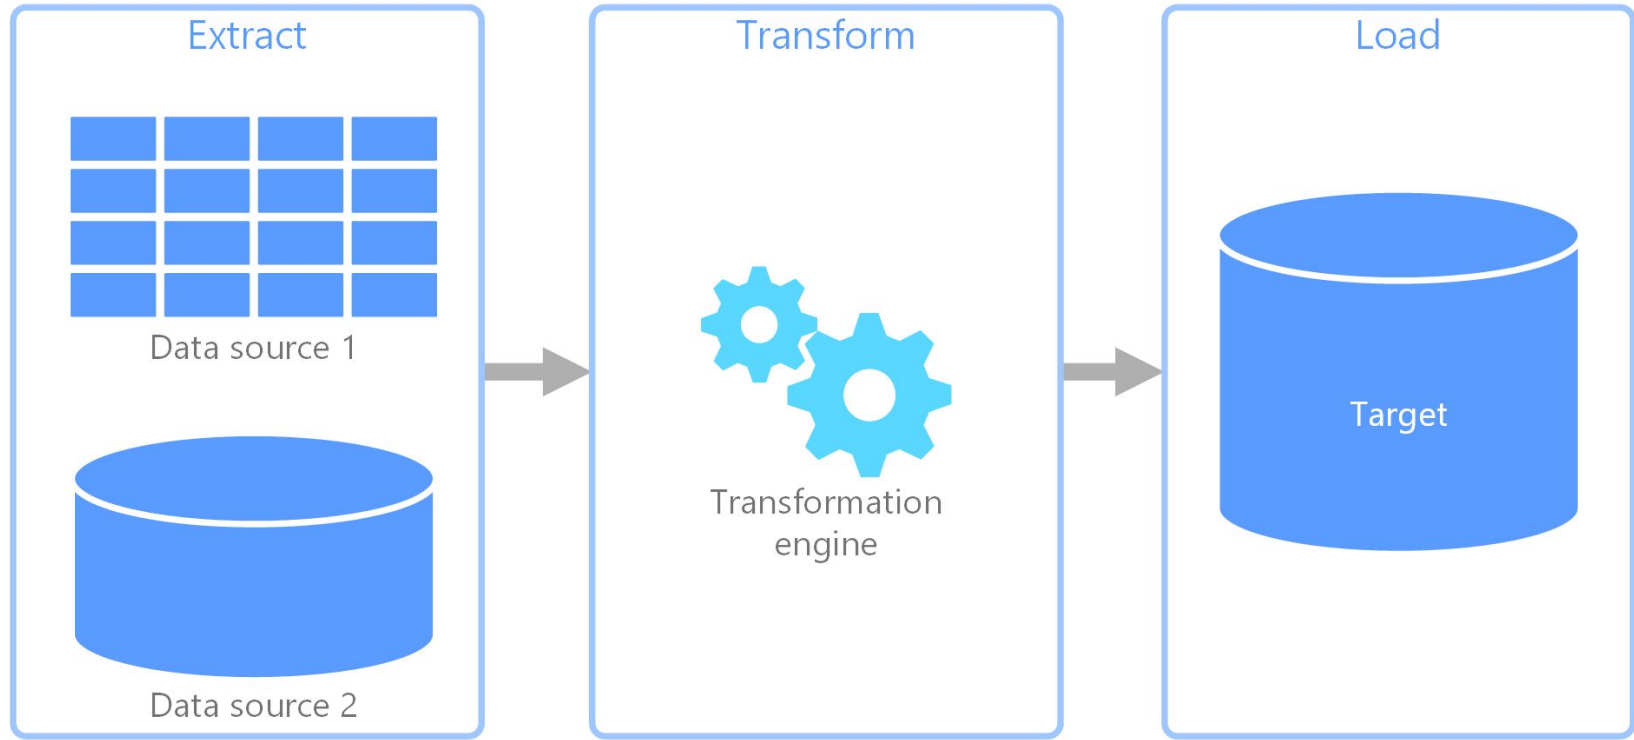 Extract
Data source 1
Data source 2
Transform
Transformation
engine
Load
Target